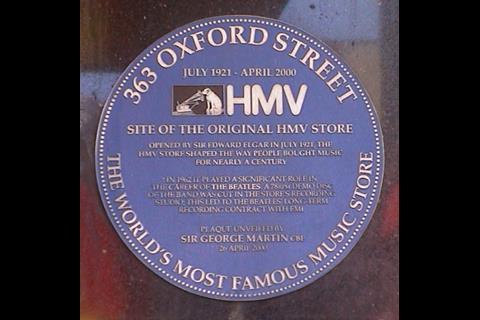 363 OXFORD STREET
JULY 1921 - APRIL 2000
HMV
SITE OF THE ORIGINAL HMV STORE
OPENED BY SIR EDWARD ELGAR IN JULY 1921, THE
HMV STORE SHAPED THE WAY PEOPLE BOUGHT MUSIC
FOR NEARLY A CENTURY
IN 1962 IT PLAYED A SIGNIFICANT ROLE IN
THE CAREER OF THE BEATLES. A 78RPM DEMO DISC
OF THE BAND WAS CUT IN THE STORE'S RECORDING
STUDIO; THIS LED TO THE BEATLES' LONG-TERM
RECORDING CONTRACT WITH EMI
PLAQUE UNVEILED BY
SIR GEORGE MARTIN CBE
26 APRIL 2000
THE WORLD'S MOST FAMOUS MUSIC STORE